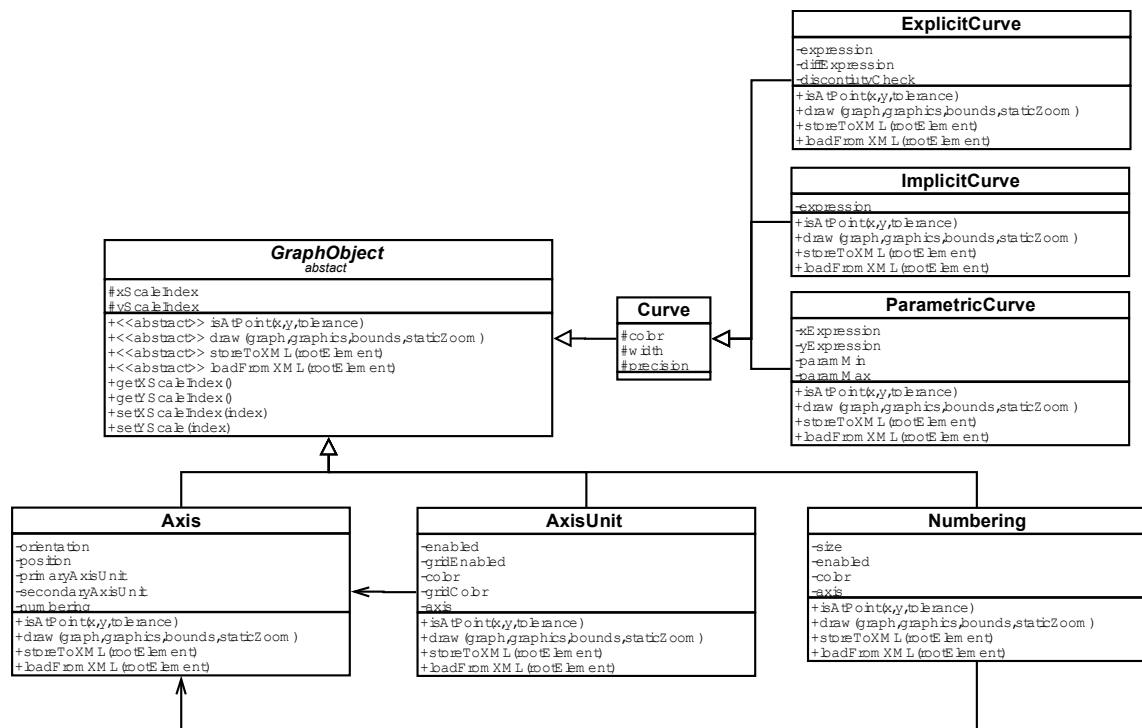 ExplicitCurve
-expression
-diffExpression
-discontiutyCheck
+isAtPoint(x,y,tolerance)
+draw(graph,graphics,bounds,staticZoom)
+storeToXML(rootElement)
+loadFromXML(rootElement)
ImplicitCurve
-expression
+isAtPoint(x,y,tolerance)
+draw(graph,graphics,bounds,staticZoom)
+storeToXML(rootElement)
+loadFromXML(rootElement)
GraphObject
abstact
#xScaleIndex
#yScaleIndex
+<<abstract>> isAtPoint(x,y,tolerance)
+<<abstract>> draw(graph,graphics,bounds,staticZoom)
+<<abstract>> storeToXML(rootElement)
+<<abstract>> loadFromXML(rootElement)
+getXScaleIndex()
+getYScaleIndex()
+setXScaleIndex(index)
+setYScale(index)
Curve
#color
#width
#precision
ParametricCurve
-xExpression
-yExpression
-paramMin
-paramMax
+isAtPoint(x,y,tolerance)
+draw(graph,graphics,bounds,staticZoom)
+storeToXML(rootElement)
+loadFromXML(rootElement)
Axis
-orientation
-position
-primaryAxisUnit
-secondaryAxisUnit
-numbering
+isAtPoint(x,y,tolerance)
+draw(graph,graphics,bounds,staticZoom)
+storeToXML(rootElement)
+loadFromXML(rootElement)
AxisUnit
-enabled
-gridEnabled
-color
-gridColor
-axis
+isAtPoint(x,y,tolerance)
+draw(graph,graphics,bounds,staticZoom)
+storeToXML(rootElement)
+loadFromXML(rootElement)
Numbering
-size
-enabled
-color
-axis
+isAtPoint(x,y,tolerance)
+draw(graph,graphics,bounds,staticZoom)
+storeToXML(rootElement)
+loadFromXML(rootElement)